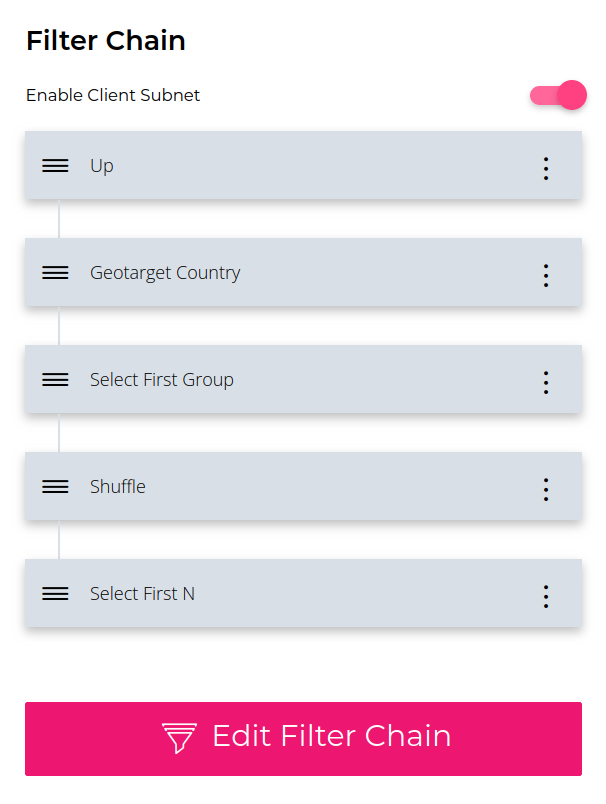 Filter Chain
Enable Client Subnet
Up
Geotarget Country
Select First Group
Shuffle
Select First N
Edit Filter Chain